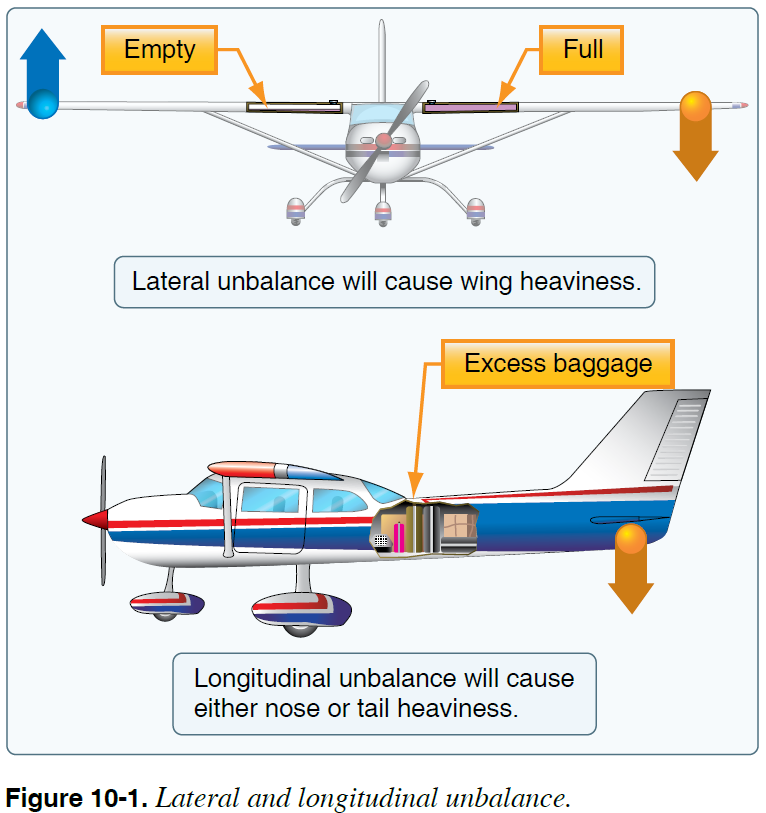 Empty
Full
Lateral unbalance will cause wing heaviness.
Excess baggage
Longitudinal unbalance will cause
either nose or tail heaviness.
Figure 10-1. Lateral and longitudinal unbalance.